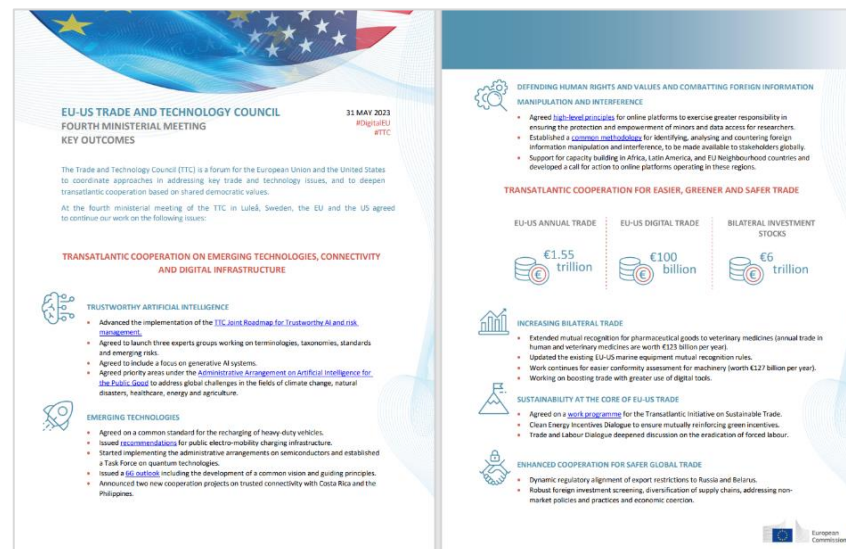 EU-US TRADE AND TECHNOLOGY COUNCIL
FOURTH MINISTERIAL MEETING
KEY OUTCOMES
31 MAY 2023
#DigitalEU
#TTC
The Trade and Technology Council (TTC) is a forum for the European Union and the United States
to coordinate approaches in addressing key trade and technology issues, and to deepen
transatlantic cooperation based on shared democratic values.
At the fourth ministerial meeting of the TTC in Luleå, Sweden, the EU and the US agreed
to continue our work on the following issues:
TRANSATLANTIC COOPERATION ON EMERGING TECHNOLOGIES, CONNECTIVITY
AND DIGITAL INFRASTRUCTURE
TRUSTWORTHY ARTIFICIAL INTELLIGENCE
• Advanced the implementation of the TTC Joint Roadmap for Trustworthy AI and risk
management.
• Agreed to launch three experts groups working on terminologies, taxonomies, standards
and emerging risks.
• Agreed to include a focus on generative AI systems.
• Agreed priority areas under the Administrative Arrangement on Artificial Intelligence for
the Public Good to address global challenges in the fields of climate change, natural
disasters, healthcare, energy and agriculture.
EMERGING TECHNOLOGIES
• Agreed on a common standard for the recharging of heavy-duty vehicles.
• Issued recommendations for public electro-mobility charging infrastructure.
• Started implementing the administrative arrangements on semiconductors and established
a Task Force on quantum technologies.
• Issued a 6G outlook including the development of a common vision and guiding principles.
• Announced two new cooperation projects on trusted connectivity with Costa Rica and the
Philippines.
DEFENDING HUMAN RIGHTS AND VALUES AND COMBATTING FOREIGN INFORMATION
MANIPULATION AND INTERFERENCE
• Agreed high-level principles for online platforms to exercise greater responsibility in
ensuring the protection and empowerment of minors and data access for researchers.
• Established a common methodology for identifying, analysing and countering foreign
information manipulation and interference, to be made available to stakeholders globally.
• Support for capacity building in Africa, Latin America, and EU Neighbourhood countries and
developed a call for action to online platforms operating in these regions.
TRANSATLANTIC COOPERATION FOR EASIER, GREENER AND SAFER TRADE
EU-US ANNUAL TRADE
€1.55
trillion
EU-US DIGITAL TRADE
€100
billion
BILATERAL INVESTMENT
STOCKS
€6
trillion
INCREASING BILATERAL TRADE
• Extended mutual recognition for pharmaceutical goods to veterinary medicines (annual trade in
human and veterinary medicines are worth €123 billion per year).
• Updated the existing EU-US marine equipment mutual recognition rules.
• Work continues for easier conformity assessment for machinery (worth €127 billion per year).
• Working on boosting trade with greater use of digital tools.
SUSTAINABILITY AT THE CORE OF EU-US TRADE
• Agreed on a work programme for the Transatlantic Initiative on Sustainable Trade.
• Clean Energy Incentives Dialogue to ensure mutually reinforcing green incentives.
• Trade and Labour Dialogue deepened discussion on the eradication of forced labour.
ENHANCED COOPERATION FOR SAFER GLOBAL TRADE
• Dynamic regulatory alignment of export restrictions to Russia and Belarus.
• Robust foreign investment screening, diversification of supply chains, addressing non-
market policies and practices and economic coercion.
European
Commission